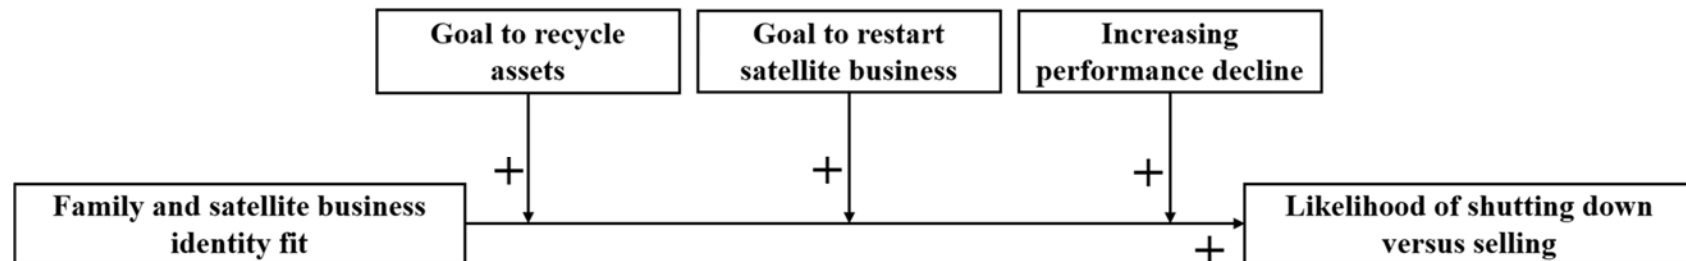 Goal to recycle
assets
Goal to restart
satellite business
Increasing
performance decline
+
+
+
Family and satellite business
identity fit
Likelihood of shutting down
versus selling
+